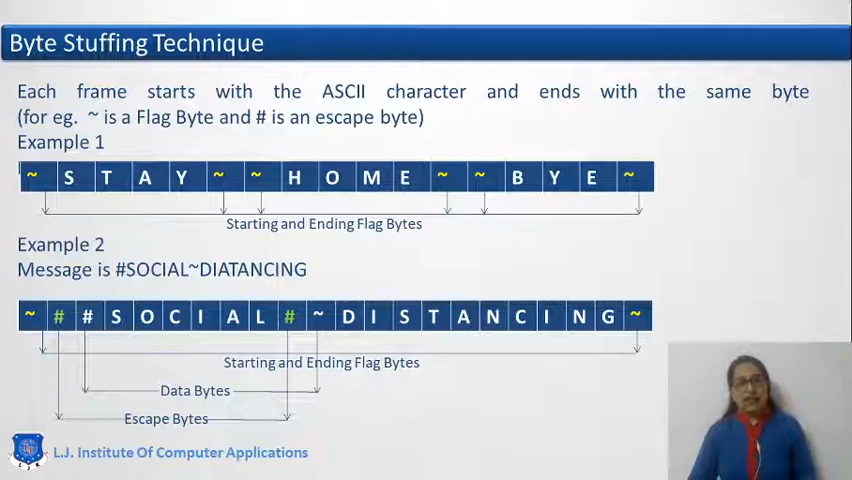 Byte Stuffing Technique
Each frame starts with the ASCII character and ends with the same byte
(for eg. ~ is a Flag Byte and # is an escape byte)
Example 1
~ S T A Y ~ ~ H O M E ~ ~ B Y E ~
Starting and Ending Flag Bytes
Example 2
Message is #SOCIAL~DIATANCING
~ # # S O C I A L # ~ D I S T A N C I N G ~
Starting and Ending Flag Bytes
Data Bytes
Escape Bytes
L.J. Institute Of Computer Applications